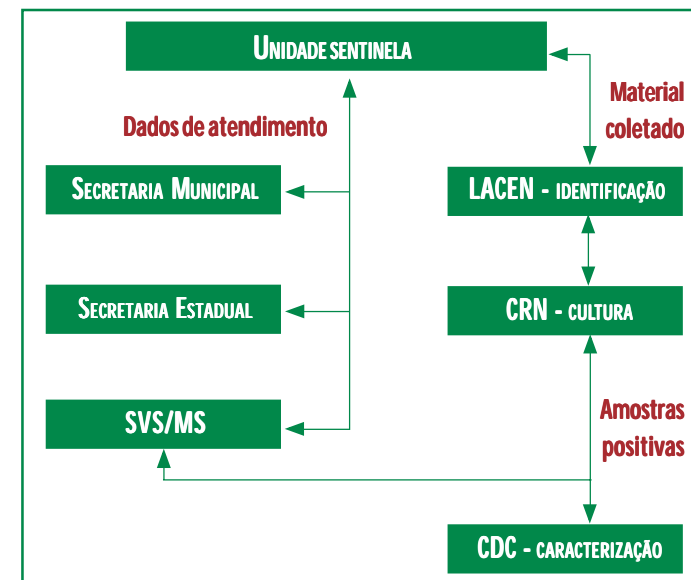 UNIDADE SENTINELA
Dados de atendimento
Material
coletado
SECRETARIA MUNICIPAL
LACEN - IDENTIFICAÇÃO
SECRETARIA ESTADUAL
CRN - CULTURA
SVS/MS
Amostras
positivas
CDC - CARACTERIZAÇÃO